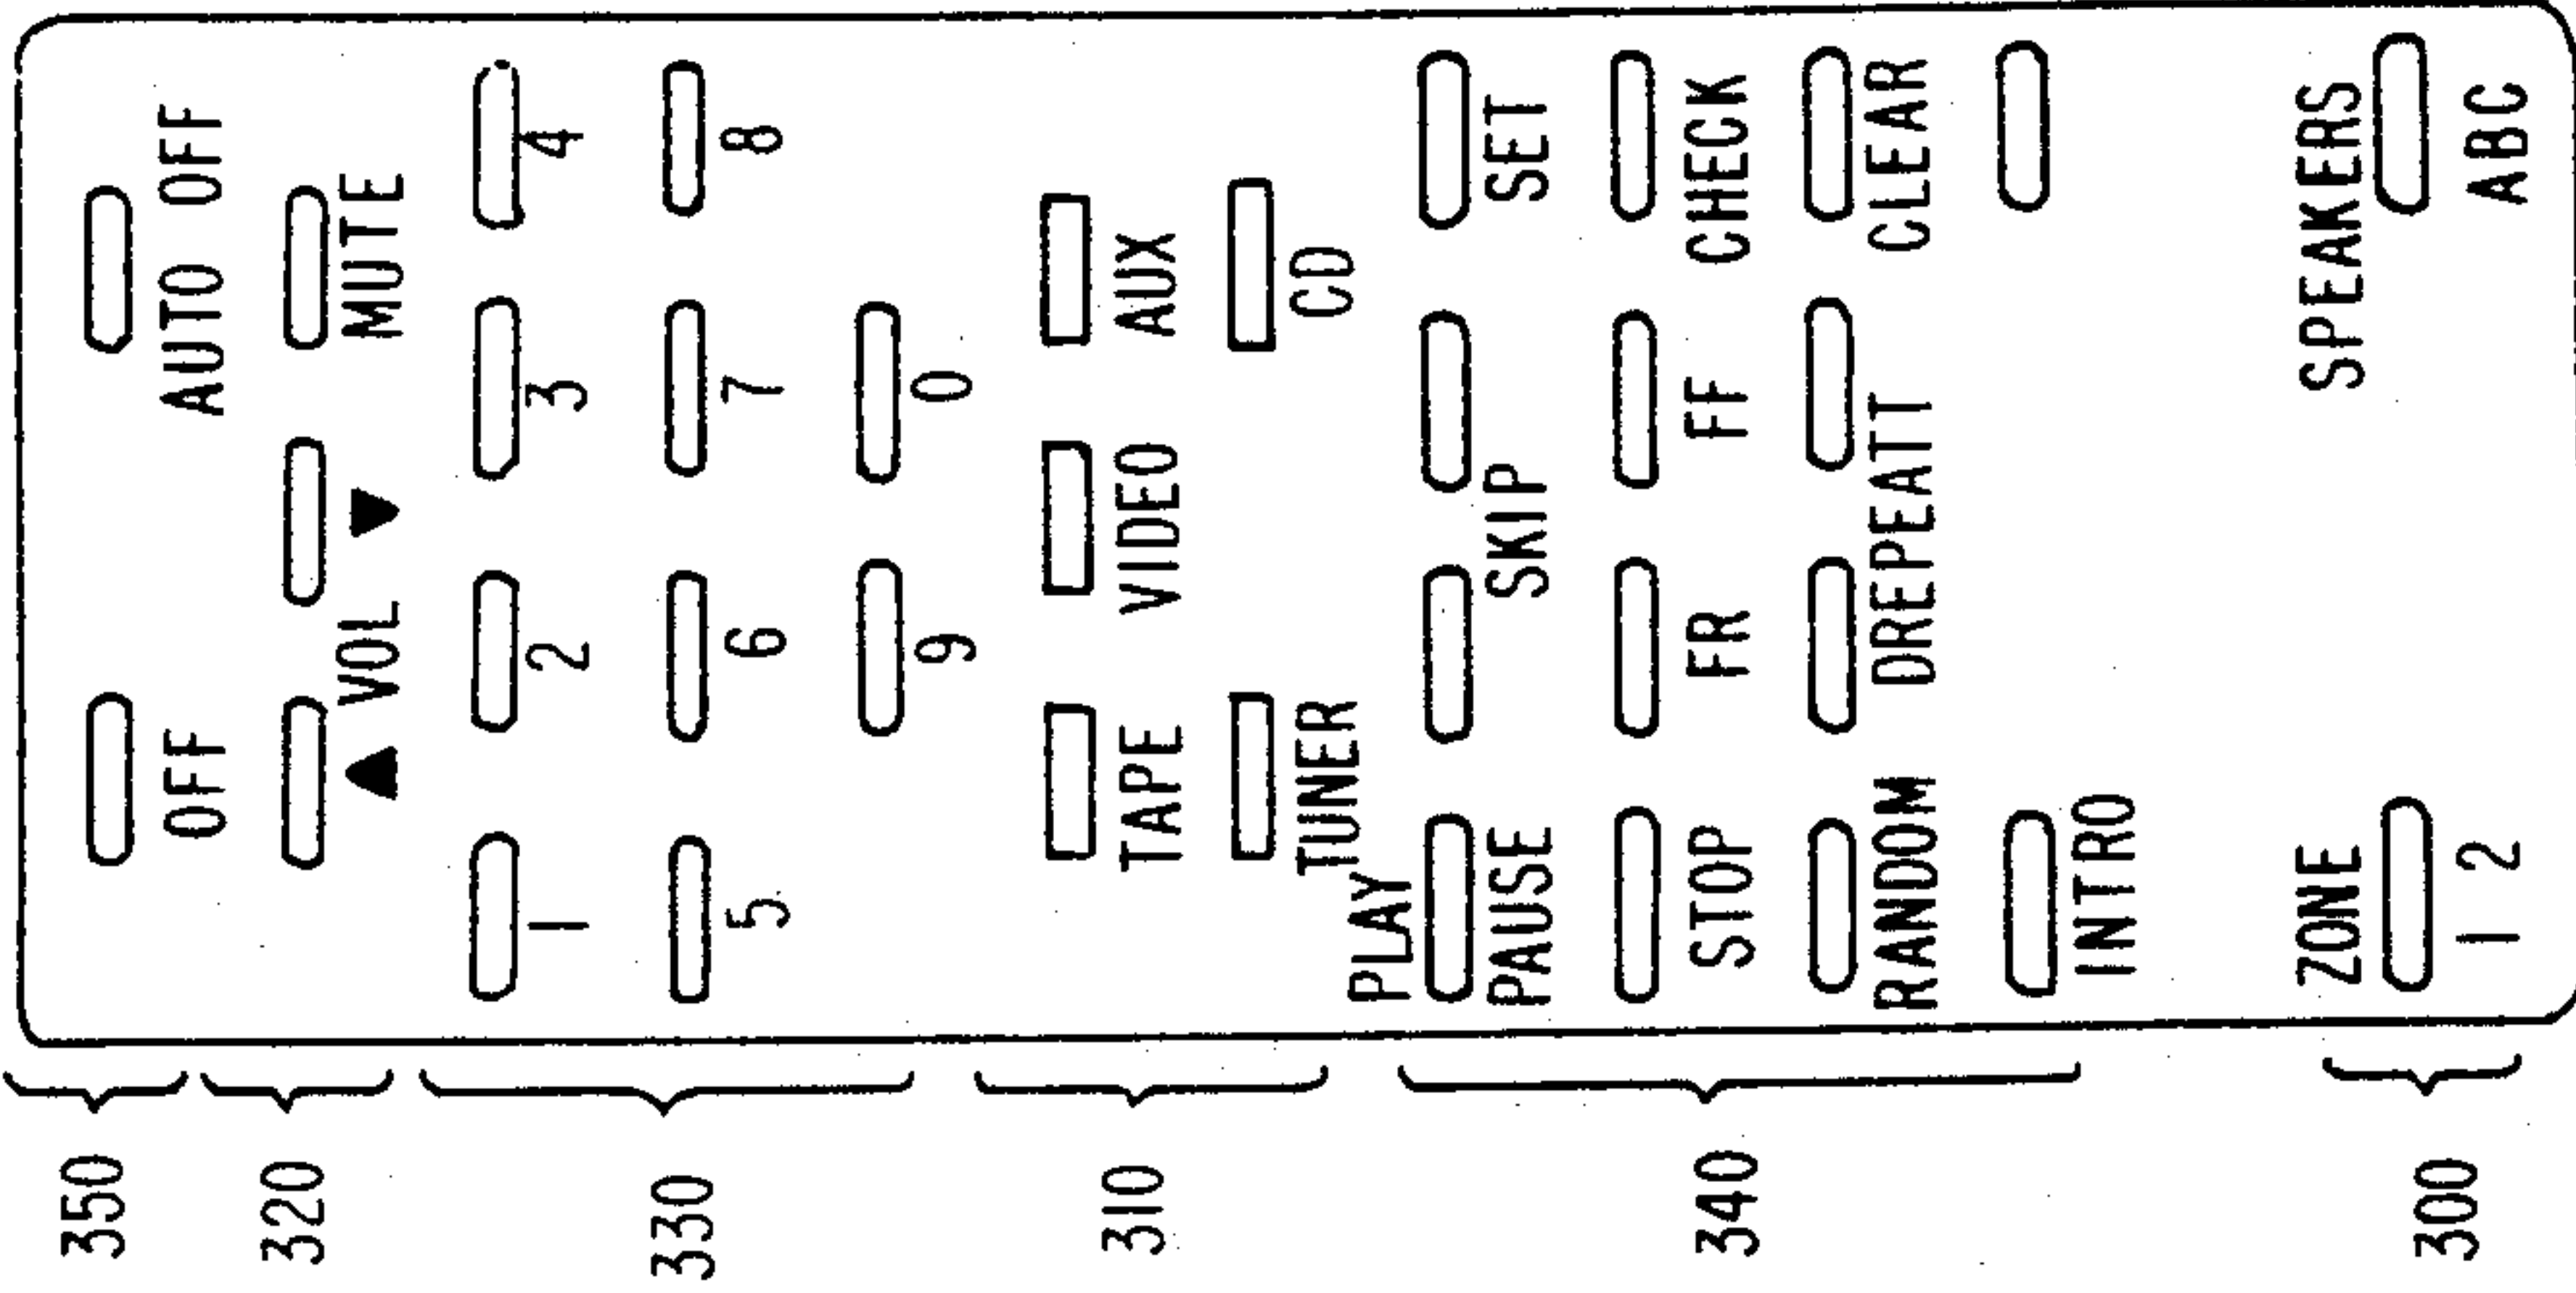 350
OFF AUTO OFF
320
▲ VOL ▼ MUTE
330
1 2 3 4
5 6 7 8
9 0
310
TAPE VIDEO AUX
TUNER CD
340
PLAY
PAUSE SKIP SET
STOP FR FF CHECK
RANDOM DREPEATT CLEAR
INTRO
300
ZONE SPEAKERS
1 2 ABC